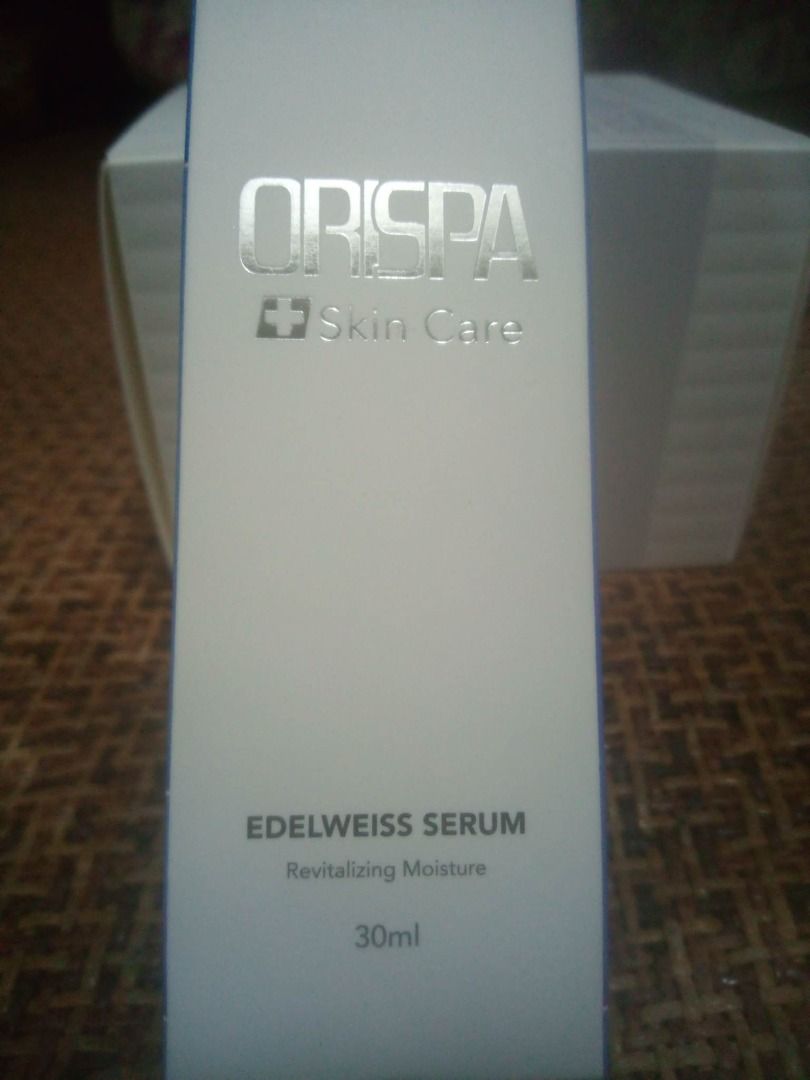 ORISPA
Skin Care
EDELWEISS SERUM
Revitalizing Moisture
30ml